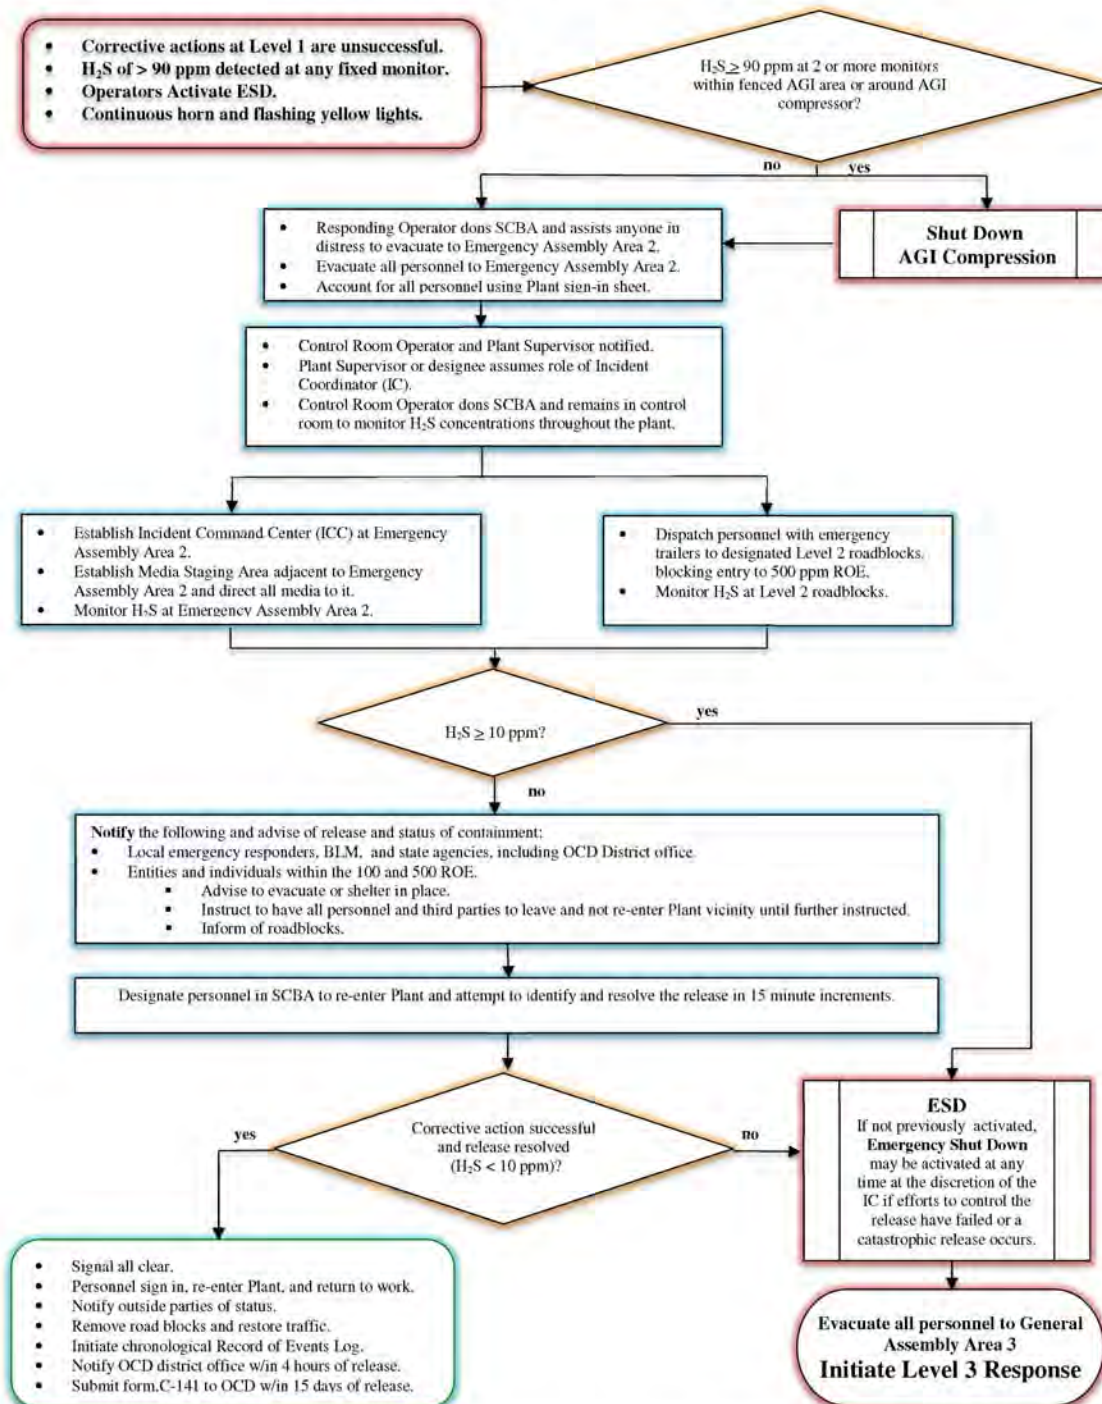 • Corrective actions at Level 1 are unsuccessful.
• H₂S of > 90 ppm detected at any fixed monitor.
• Operators Activate ESD.
• Continuous horn and flashing yellow lights.
H₂S ≥ 90 ppm at 2 or more monitors
within fenced AGI area or around AGI
compressor?
no
yes
• Responding Operator dons SCBA and assists anyone in
distress to evacuate to Emergency Assembly Area 2.
• Evacuate all personnel to Emergency Assembly Area 2.
• Account for all personnel using Plant sign-in sheet.
Shut Down
AGI Compression
• Control Room Operator and Plant Supervisor notified.
• Plant Supervisor or designee assumes role of Incident
Coordinator (IC).
• Control Room Operator dons SCBA and remains in control
room to monitor H₂S concentrations throughout the plant.
• Establish Incident Command Center (ICC) at Emergency
Assembly Area 2.
• Establish Media Staging Area adjacent to Emergency
Assembly Area 2 and direct all media to it.
• Monitor H₂S at Emergency Assembly Area 2.
• Dispatch personnel with emergency
trailers to designated Level 2 roadblocks,
blocking entry to 500 ppm ROE.
• Monitor H₂S at Level 2 roadblocks.
H₂S ≥ 10 ppm?
yes
no
Notify the following and advise of release and status of containment:
• Local emergency responders, BLM, and state agencies, including OCD District office
• Entities and individuals within the 100 and 500 ROE.
▪ Advise to evacuate or shelter in place.
▪ Instruct to have all personnel and third parties to leave and not re-enter Plant vicinity until further instructed.
▪ Inform of roadblocks.
Designate personnel in SCBA to re-enter Plant and attempt to identify and resolve the release in 15 minute increments.
Corrective action successful
and release resolved
(H₂S < 10 ppm)?
yes
no
ESD
If not previously activated,
Emergency Shut Down
may be activated at any
time at the discretion of the
IC if efforts to control the
release have failed or a
catastrophic release occurs.
• Signal all clear.
• Personnel sign in, re-enter Plant, and return to work.
• Notify outside parties of status.
• Remove road blocks and restore traffic.
• Initiate chronological Record of Events Log.
• Notify OCD district office w/in 4 hours of release.
• Submit form.C-141 to OCD w/in 15 days of release.
Evacuate all personnel to General
Assembly Area 3
Initiate Level 3 Response